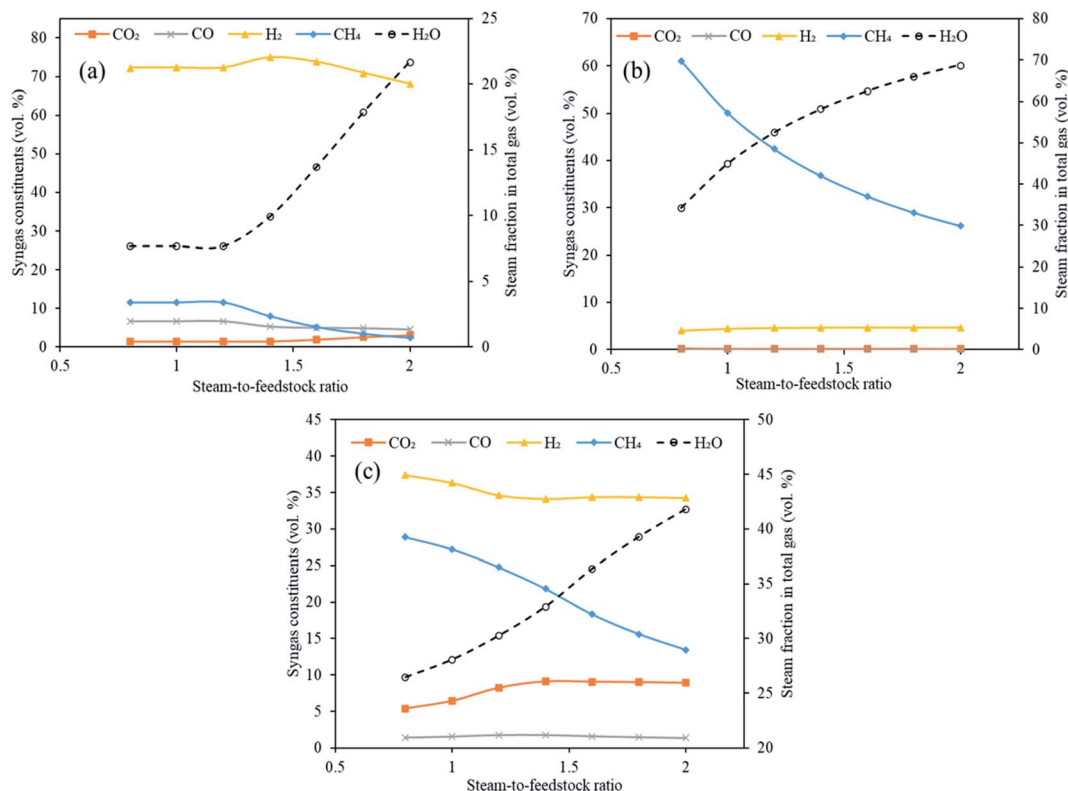 CO₂ CO H₂ CH₄ H₂O
(a)
Syngas constituents (vol. %)
80
70
60
50
40
30
20
10
0
25
20
15
10
5
0
Steam fraction in total gas (vol. %)
0.5 1 1.5 2
Steam-to-feedstock ratio
CO₂ CO H₂ CH₄ H₂O
(b)
Syngas constituents (vol. %)
70
60
50
40
30
20
10
0
80
70
60
50
40
30
20
10
0
Steam fraction in total gas (vol. %)
0.5 1 1.5 2
Steam-to-feedstock ratio
CO₂ CO H₂ CH₄ H₂O
(c)
Syngas constituents (vol. %)
45
40
35
30
25
20
15
10
5
0
50
45
40
35
30
25
20
Steam fraction in total gas (vol. %)
0.5 1 1.5 2
Steam-to-feedstock ratio